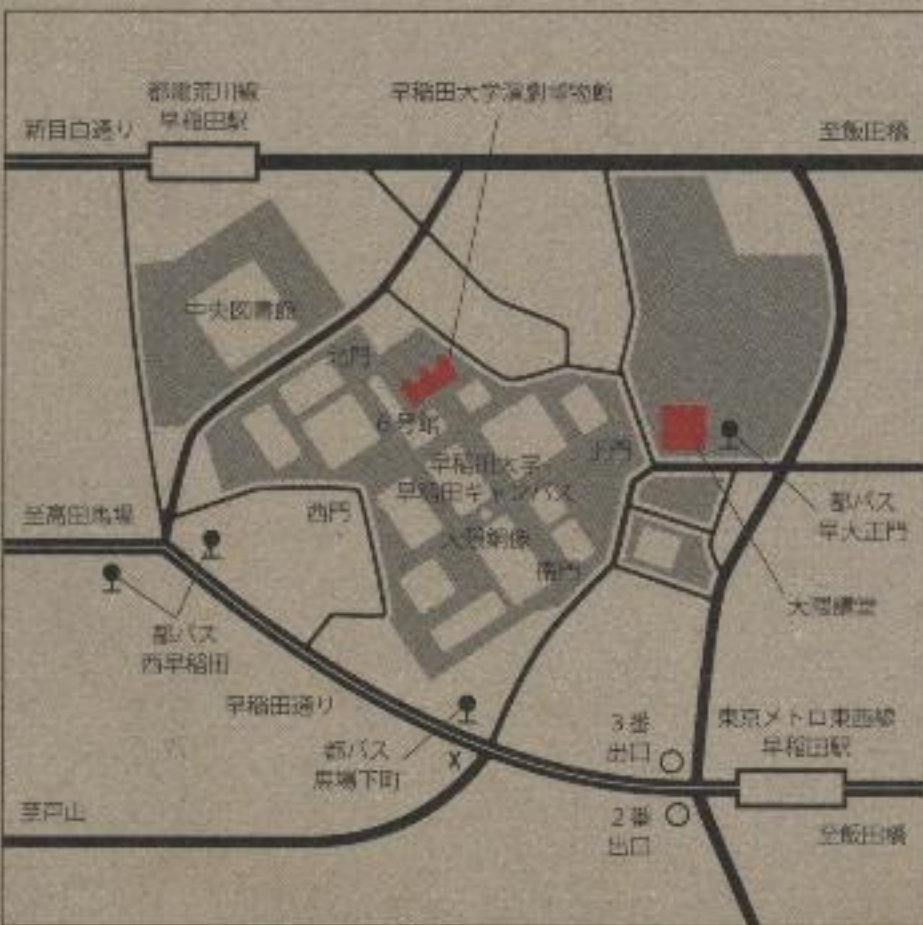 都電荒川線
早稲田駅
早稲田大学演劇博物館
新目白通り
至飯田橋
中央図書館
北門
6号館
早稲田大学
早稲田キャンパス
正門
西門
大隈銅像
南門
至高田馬場
都バス
早大正門
大隈講堂
都バス
西早稲田
早稲田通り
都バス
馬場下町
3番
出口
東京メトロ東西線
早稲田駅
至戸山
2番
出口
至飯田橋